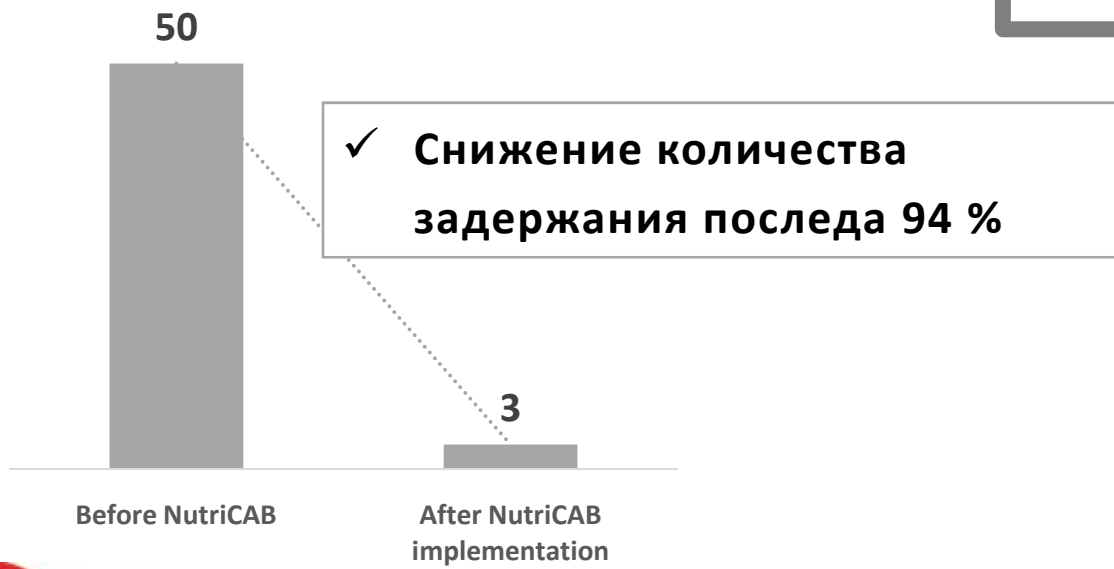 50
✓ Снижение количества
задержания последа 94 %
3
Before NutriCAB
After NutriCAB
implementation